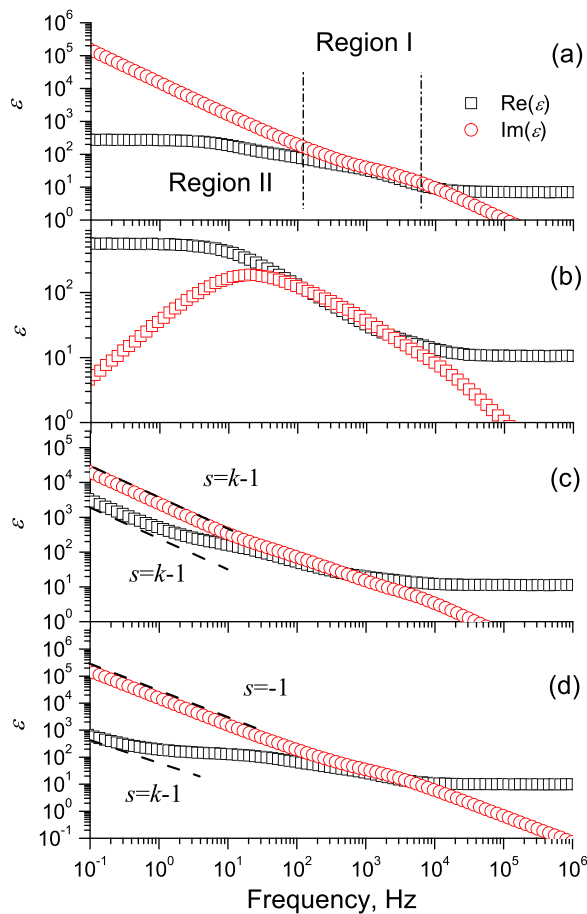 10^6
10^5
10^4
10^3
10^2
10^1
10^0
ε
Region I
(a)
Re(ε)
Im(ε)
Region II
10^2
10^1
10^0
ε
(b)
10^5
10^4
10^3
10^2
10^1
10^0
ε
(c)
s=k-1
s=k-1
10^6
10^5
10^4
10^3
10^2
10^1
10^0
10^-1
ε
(d)
s=-1
s=k-1
10^-1 10^0 10^1 10^2 10^3 10^4 10^5 10^6
Frequency, Hz